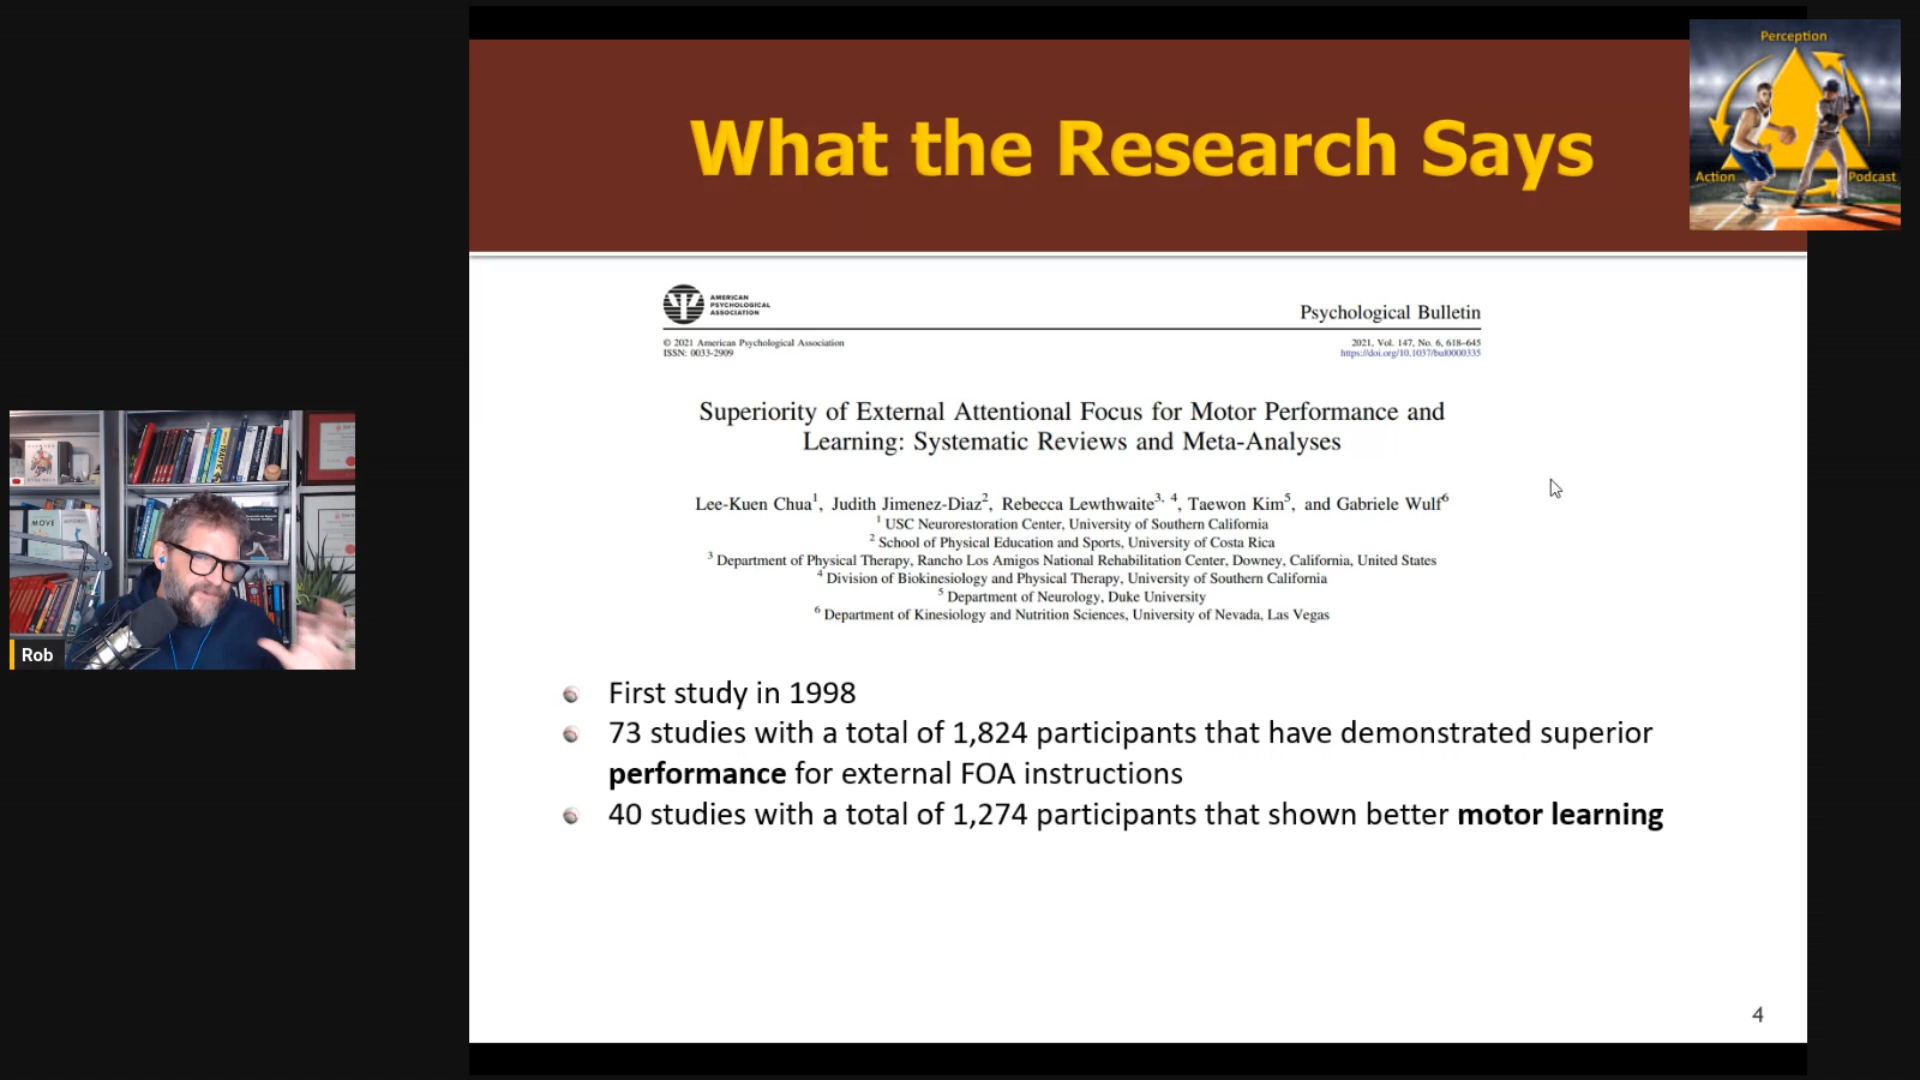 What the Research Says
Perception
Action
Podcast
AMERICAN
PSYCHOLOGICAL
ASSOCIATION
Psychological Bulletin
© 2021 American Psychological Association
ISSN: 0033-2909
2021, Vol. 147, No. 6, 618–645
https://doi.org/10.1037/bul0000335
Superiority of External Attentional Focus for Motor Performance and
Learning: Systematic Reviews and Meta-Analyses
Lee-Kuen Chua1, Judith Jimenez-Diaz2, Rebecca Lewthwaite3, 4, Taewon Kim5, and Gabriele Wulf6
1 USC Neurorestoration Center, University of Southern California
2 School of Physical Education and Sports, University of Costa Rica
3 Department of Physical Therapy, Rancho Los Amigos National Rehabilitation Center, Downey, California, United States
4 Division of Biokinesiology and Physical Therapy, University of Southern California
5 Department of Neurology, Duke University
6 Department of Kinesiology and Nutrition Sciences, University of Nevada, Las Vegas
MOVE
Rob
First study in 1998
73 studies with a total of 1,824 participants that have demonstrated superior
performance for external FOA instructions
40 studies with a total of 1,274 participants that shown better motor learning
4